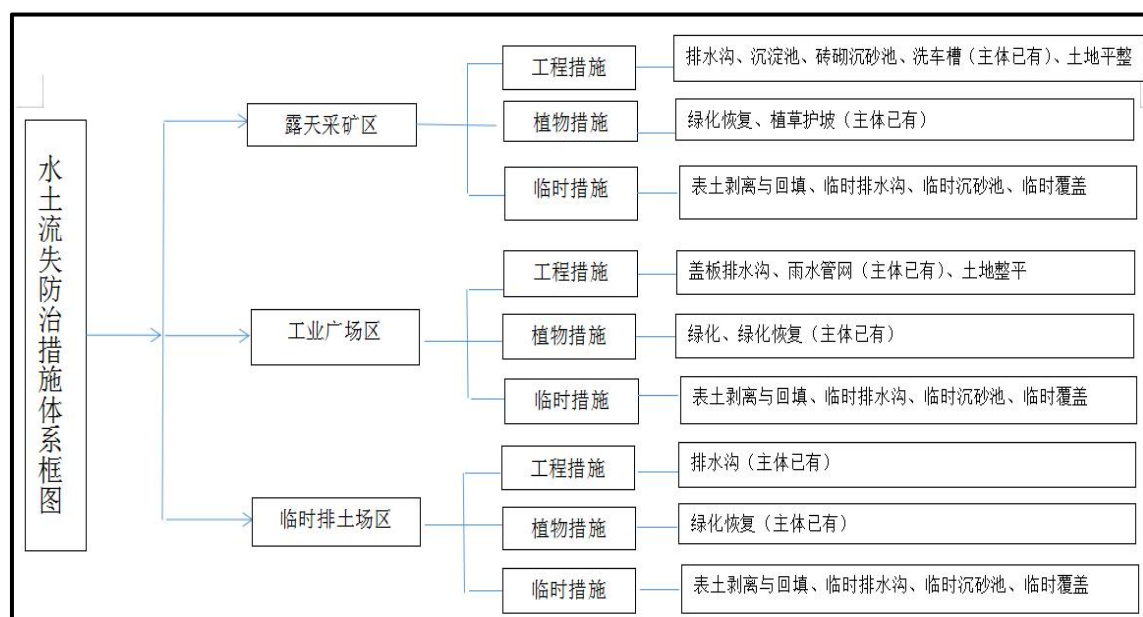 水土流失防治措施体系框图
露天采矿区
工程措施
排水沟、沉淀池、砖砌沉砂池、洗车槽（主体已有）、土地平整
植物措施
绿化恢复、植草护坡（主体已有）
临时措施
表土剥离与回填、临时排水沟、临时沉砂池、临时覆盖
工业广场区
工程措施
盖板排水沟、雨水管网（主体已有）、土地整平
植物措施
绿化、绿化恢复（主体已有）
临时措施
表土剥离与回填、临时排水沟、临时沉砂池、临时覆盖
临时排土场区
工程措施
排水沟（主体已有）
植物措施
绿化恢复（主体已有）
临时措施
表土剥离与回填、临时排水沟、临时沉砂池、临时覆盖